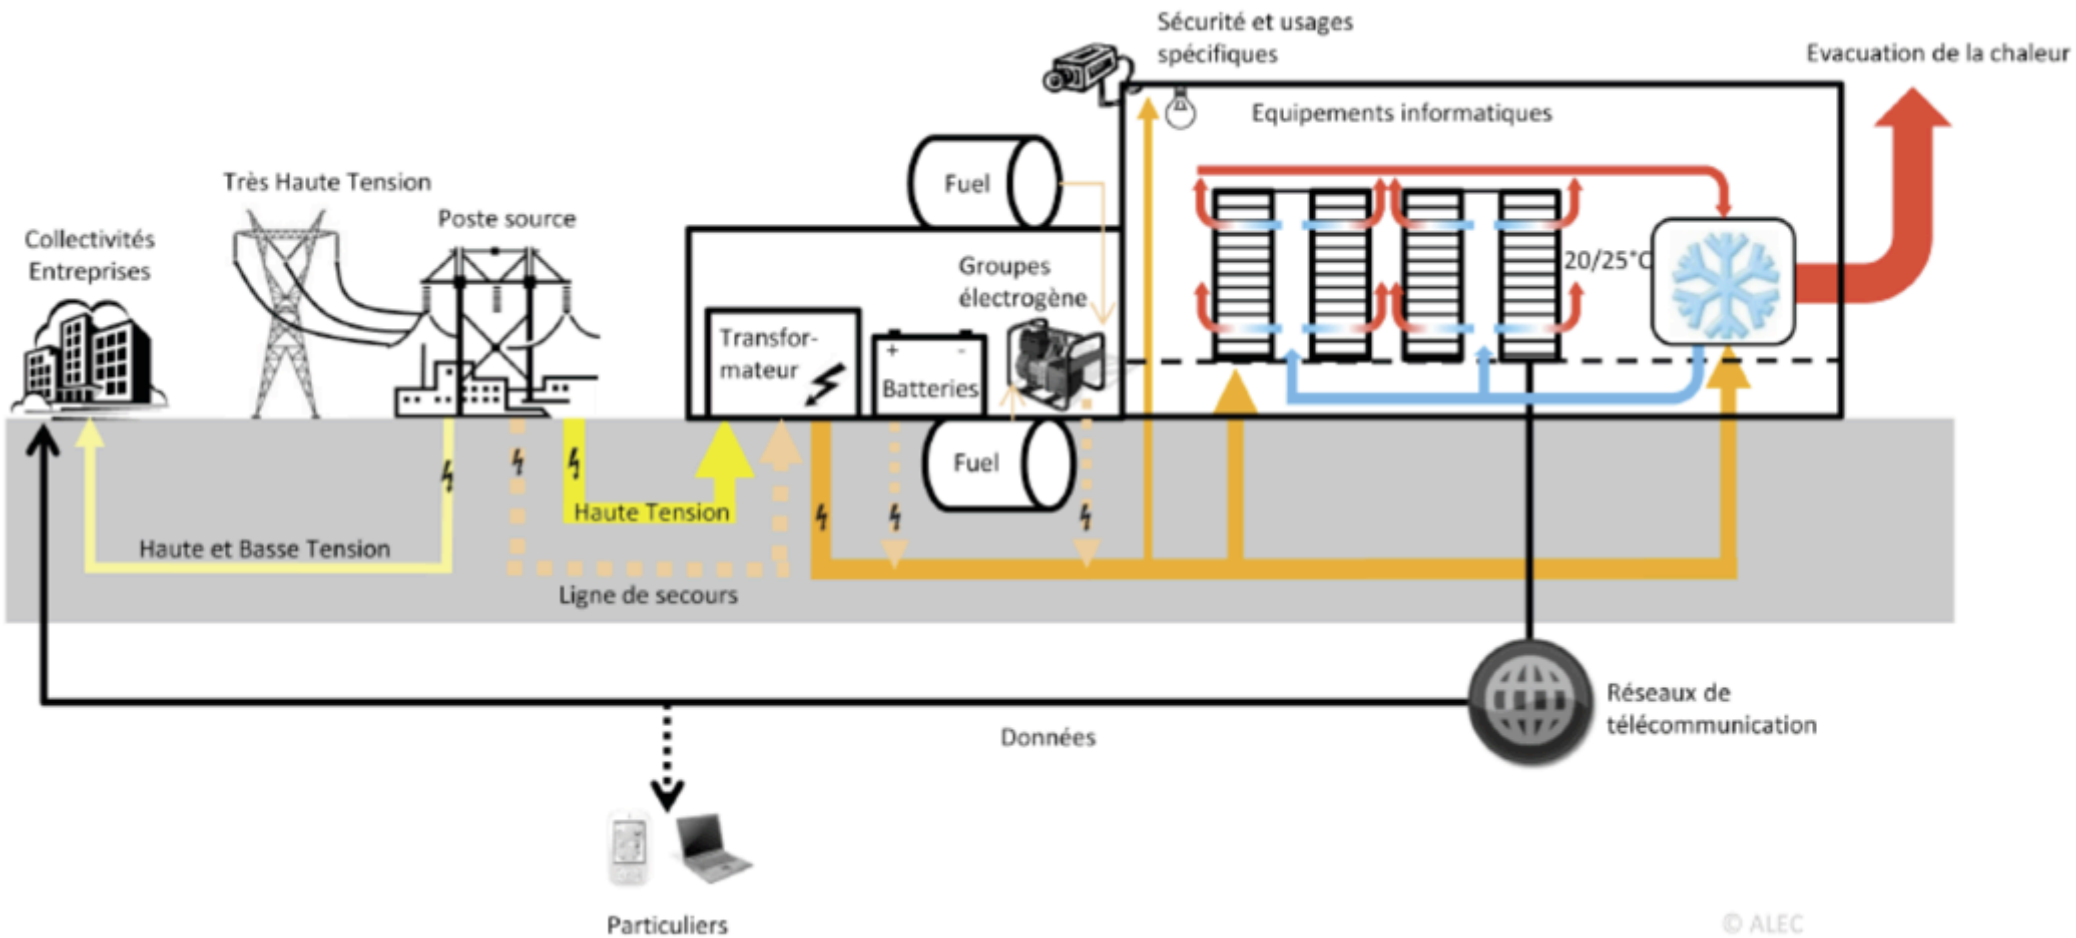 Sécurité et usages
spécifiques
Evacuation de la chaleur
Equipements informatiques
Très Haute Tension
Fuel
Poste source
Collectivités
Entreprises
20/25°C
Groupes
électrogène
Transfor-
mateur
+ -
Batteries
Fuel
Haute Tension
Haute et Basse Tension
Ligne de secours
Réseaux de
télécommunication
Données
Particuliers
© ALEC